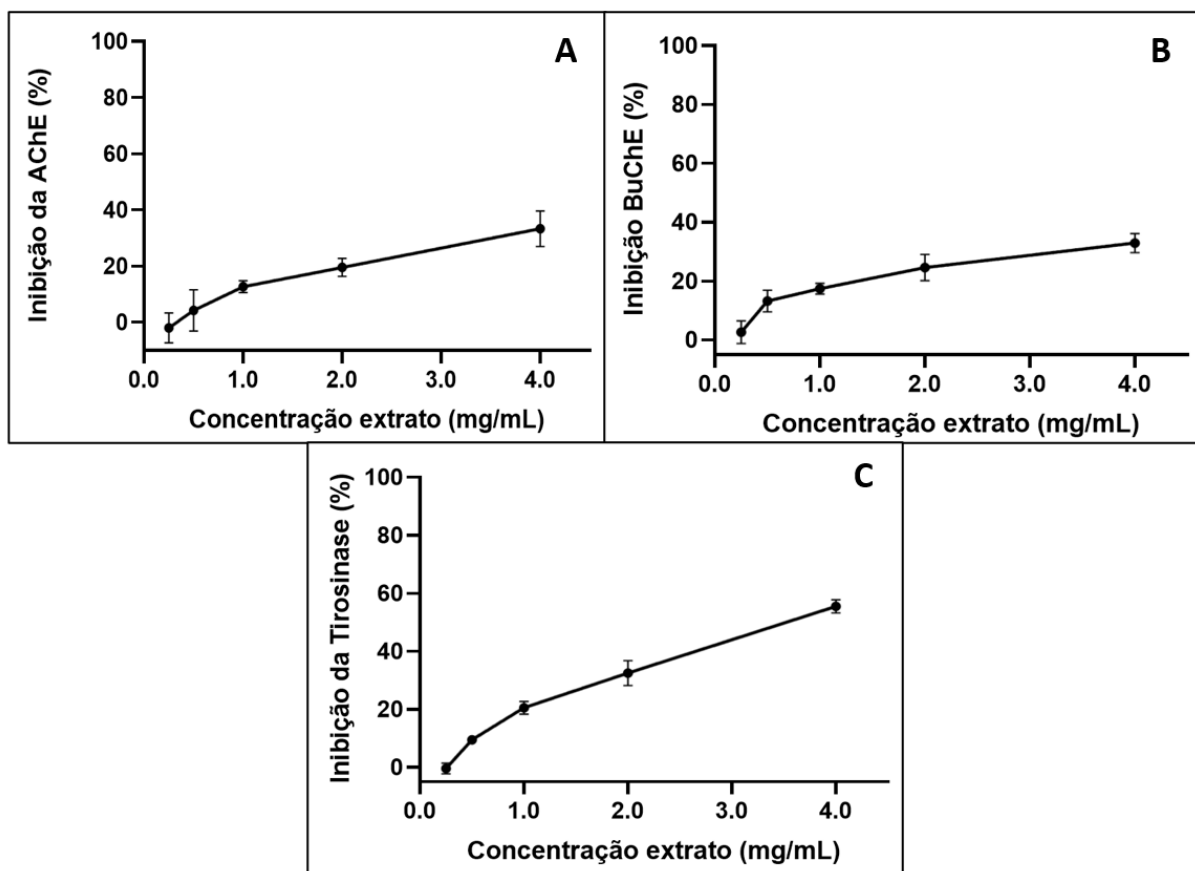 A
Inibição da AChE (%)
100
80
60
40
20
0
0.0 1.0 2.0 3.0 4.0
Concentração extrato (mg/mL)
B
Inibição BuChE (%)
100
80
60
40
20
0
0.0 1.0 2.0 3.0 4.0
Concentração extrato (mg/mL)
C
Inibição da Tirosinase (%)
100
80
60
40
20
0
0.0 1.0 2.0 3.0 4.0
Concentração extrato (mg/mL)